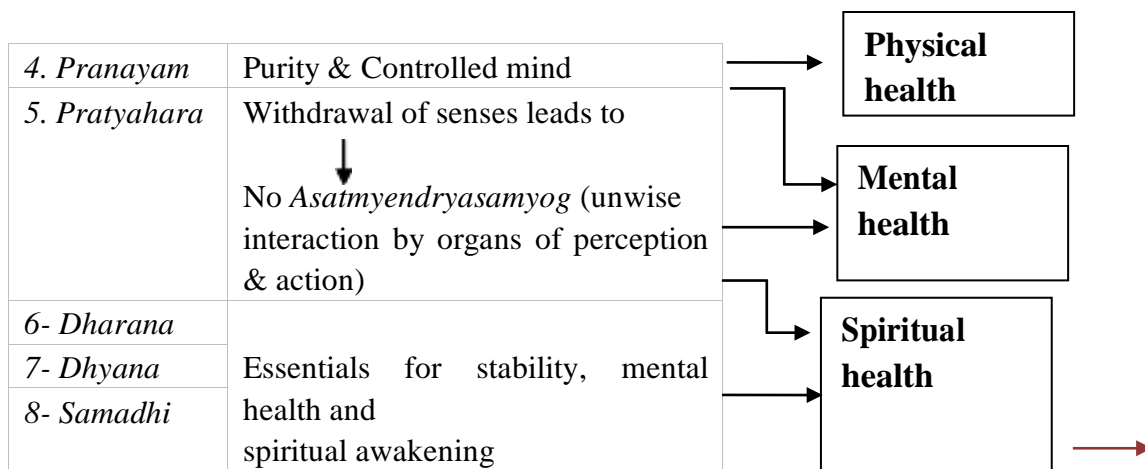 4. Pranayam
Purity & Controlled mind
5. Pratyahara
Withdrawal of senses leads to
No Asatmyendryasamyog (unwise
interaction by organs of perception
& action)
6- Dharana
7- Dhyana
8- Samadhi
Essentials for stability, mental
health and
spiritual awakening
Physical
health
Mental
health
Spiritual
health